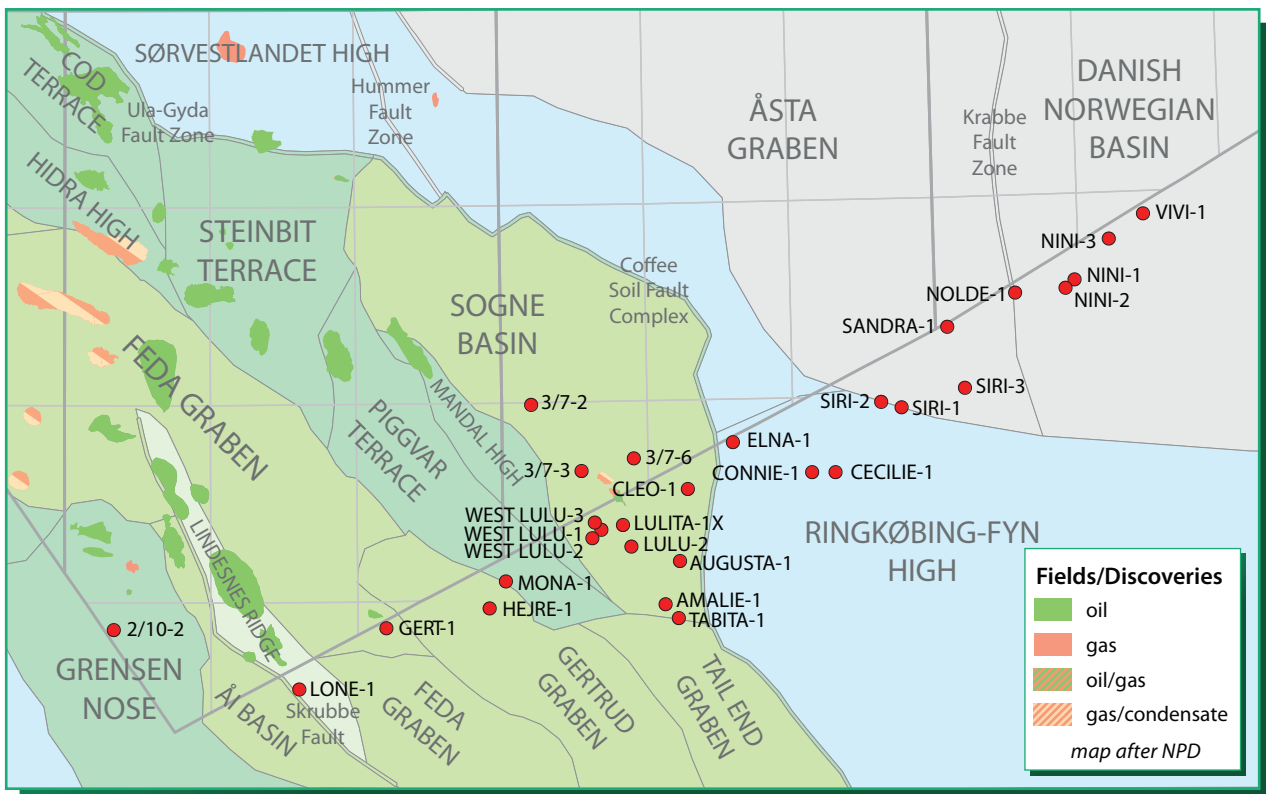 SØRVESTLANDET HIGH
COD
TERRACE
Ula-Gyda
Fault Zone
Hummer
Fault
Zone
ÅSTA
GRABEN
Krabbe
Fault
Zone
DANISH
NORWEGIAN
BASIN
HIDRA HIGH
STEINBIT
TERRACE
VIVI-1
NINI-3
NINI-1
NINI-2
NOLDE-1
SANDRA-1
Coffee
Soil Fault
Complex
SOGNE
BASIN
FEDA GRABEN
MANDAL HIGH
PIGGVAR
TERRACE
3/7-2
SIRI-3
SIRI-2
SIRI-1
ELNA-1
3/7-6
3/7-3
CONNIE-1
CECILIE-1
CLEO-1
WEST LULU-3
WEST LULU-1
WEST LULU-2
LULITA-1X
LULU-2
AUGUSTA-1
RINGKØBING-FYN
HIGH
LINDESNES RIDGE
MONA-1
HEJRE-1
AMALIE-1
TABITA-1
2/10-2
GERT-1
GRENSEN
NOSE
LONE-1
Skrubbe
Fault
ÅI BASIN
FEDA
GRABEN
GERTRUD
GRABEN
TAIL END
GRABEN
Fields/Discoveries
oil
gas
oil/gas
gas/condensate
map after NPD